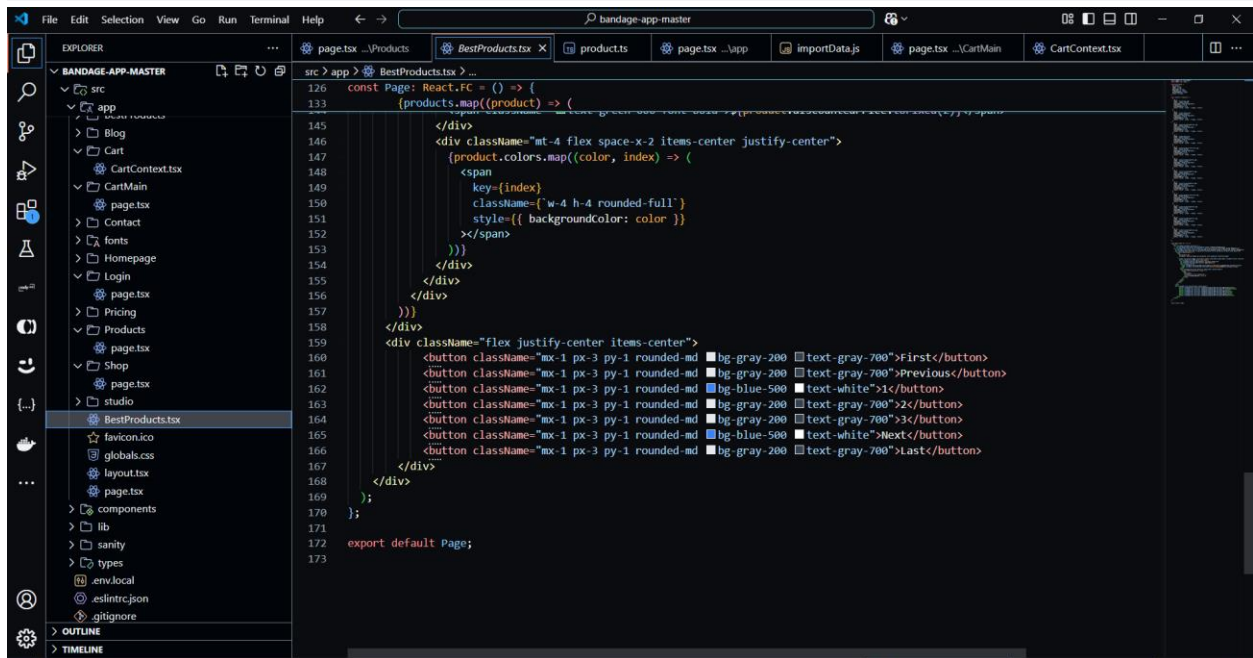 File Edit Selection View Go Run Terminal Help
bandage-app-master
EXPLORER
page.tsx ...\Products
BestProducts.tsx
product.ts
page.tsx ...\app
importData.js
page.tsx ...\CartMain
CartContext.tsx
BANDAGE-APP-MASTER
src
app
Blog
Cart
CartContext.tsx
CartMain
page.tsx
Contact
fonts
Homepage
Login
page.tsx
Pricing
Products
page.tsx
Shop
page.tsx
studio
BestProducts.tsx
favicon.ico
globals.css
layout.tsx
page.tsx
components
lib
sanity
types
.env.local
.eslintrc.json
.gitignore
OUTLINE
TIMELINE
1
src > app > BestProducts.tsx > ...
126 const Page: React.FC = () => {
133 {products.map((product) => (
145 </div>
146 <div className="mt-4 flex space-x-2 items-center justify-center">
147 {product.colors.map((color, index) => (
148 <span
149 key={index}
150 className={`w-4 h-4 rounded-full`}
151 style={{ backgroundColor: color }}
152 ></span>
153 ))}
154 </div>
155 </div>
156 </div>
157 ))}
158 </div>
159 <div className="flex justify-center items-center">
160 <button className="mx-1 px-3 py-1 rounded-md bg-gray-200 text-gray-700">First</button>
161 <button className="mx-1 px-3 py-1 rounded-md bg-gray-200 text-gray-700">Previous</button>
162 <button className="mx-1 px-3 py-1 rounded-md bg-blue-500 text-white">1</button>
163 <button className="mx-1 px-3 py-1 rounded-md bg-gray-200 text-gray-700">2</button>
164 <button className="mx-1 px-3 py-1 rounded-md bg-gray-200 text-gray-700">3</button>
165 <button className="mx-1 px-3 py-1 rounded-md bg-blue-500 text-white">Next</button>
166 <button className="mx-1 px-3 py-1 rounded-md bg-gray-200 text-gray-700">Last</button>
167 </div>
168 </div>
169 );
170 };
171
172 export default Page;
173